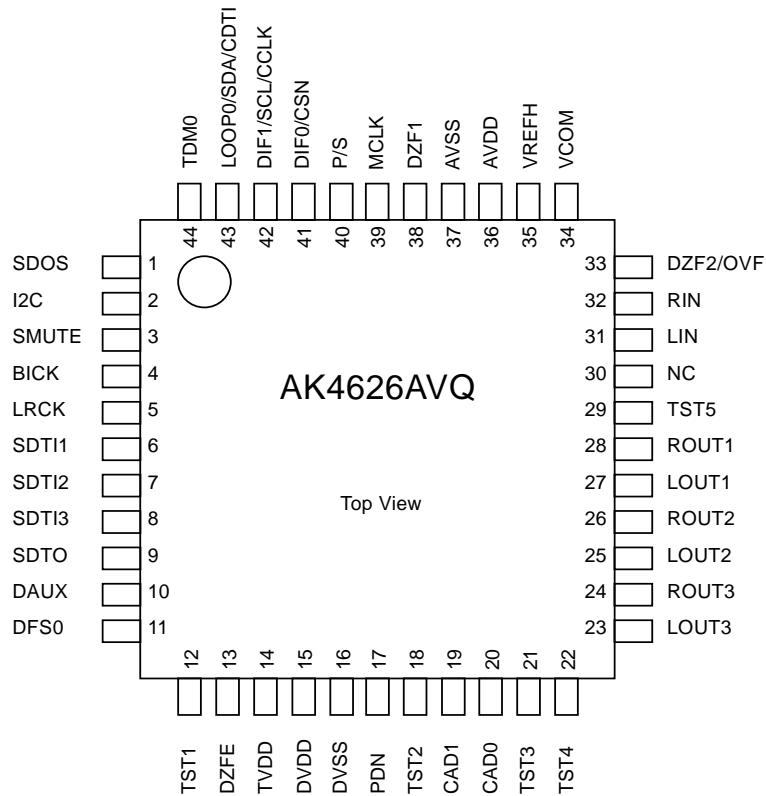 TDM0
LOOP0/SDA/CDTI
DIF1/SCL/CCLK
DIF0/CSN
P/S
MCLK
DZF1
AVSS
AVDD
VREFH
VCOM
44
43
42
41
40
39
38
37
36
35
34
SDOS 1
I2C 2
SMUTE 3
BICK 4
LRCK 5
SDTI1 6
SDTI2 7
SDTI3 8
SDTO 9
DAUX 10
DFS0 11
AK4626AVQ
Top View
33 DZF2/OVF
32 RIN
31 LIN
30 NC
29 TST5
28 ROUT1
27 LOUT1
26 ROUT2
25 LOUT2
24 ROUT3
23 LOUT3
12
13
14
15
16
17
18
19
20
21
22
TST1
DZFE
TVDD
DVDD
DVSS
PDN
TST2
CAD1
CAD0
TST3
TST4